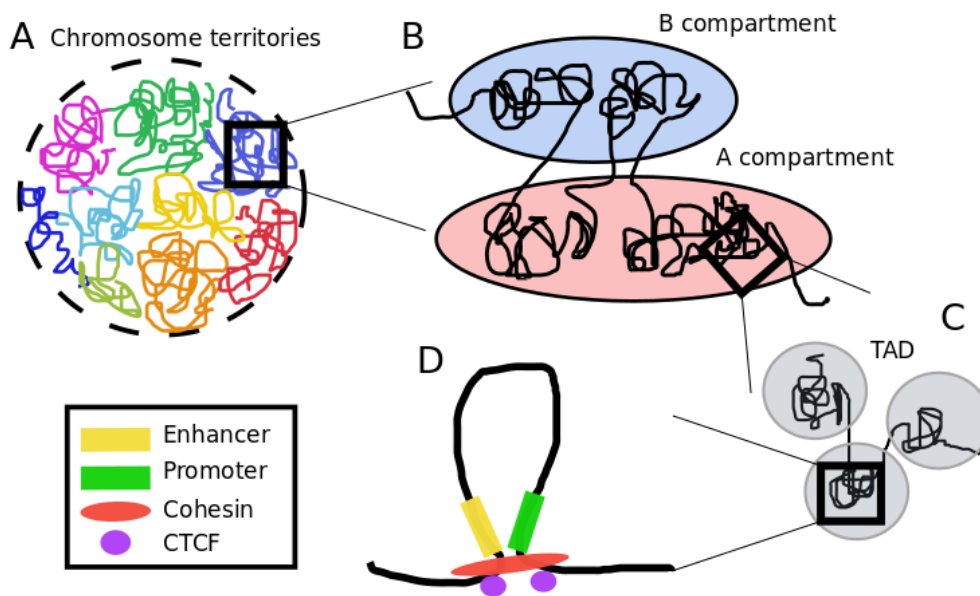 A
Chromosome territories
B
B compartment
A compartment
C
TAD
D
Enhancer
Promoter
Cohesin
CTCF